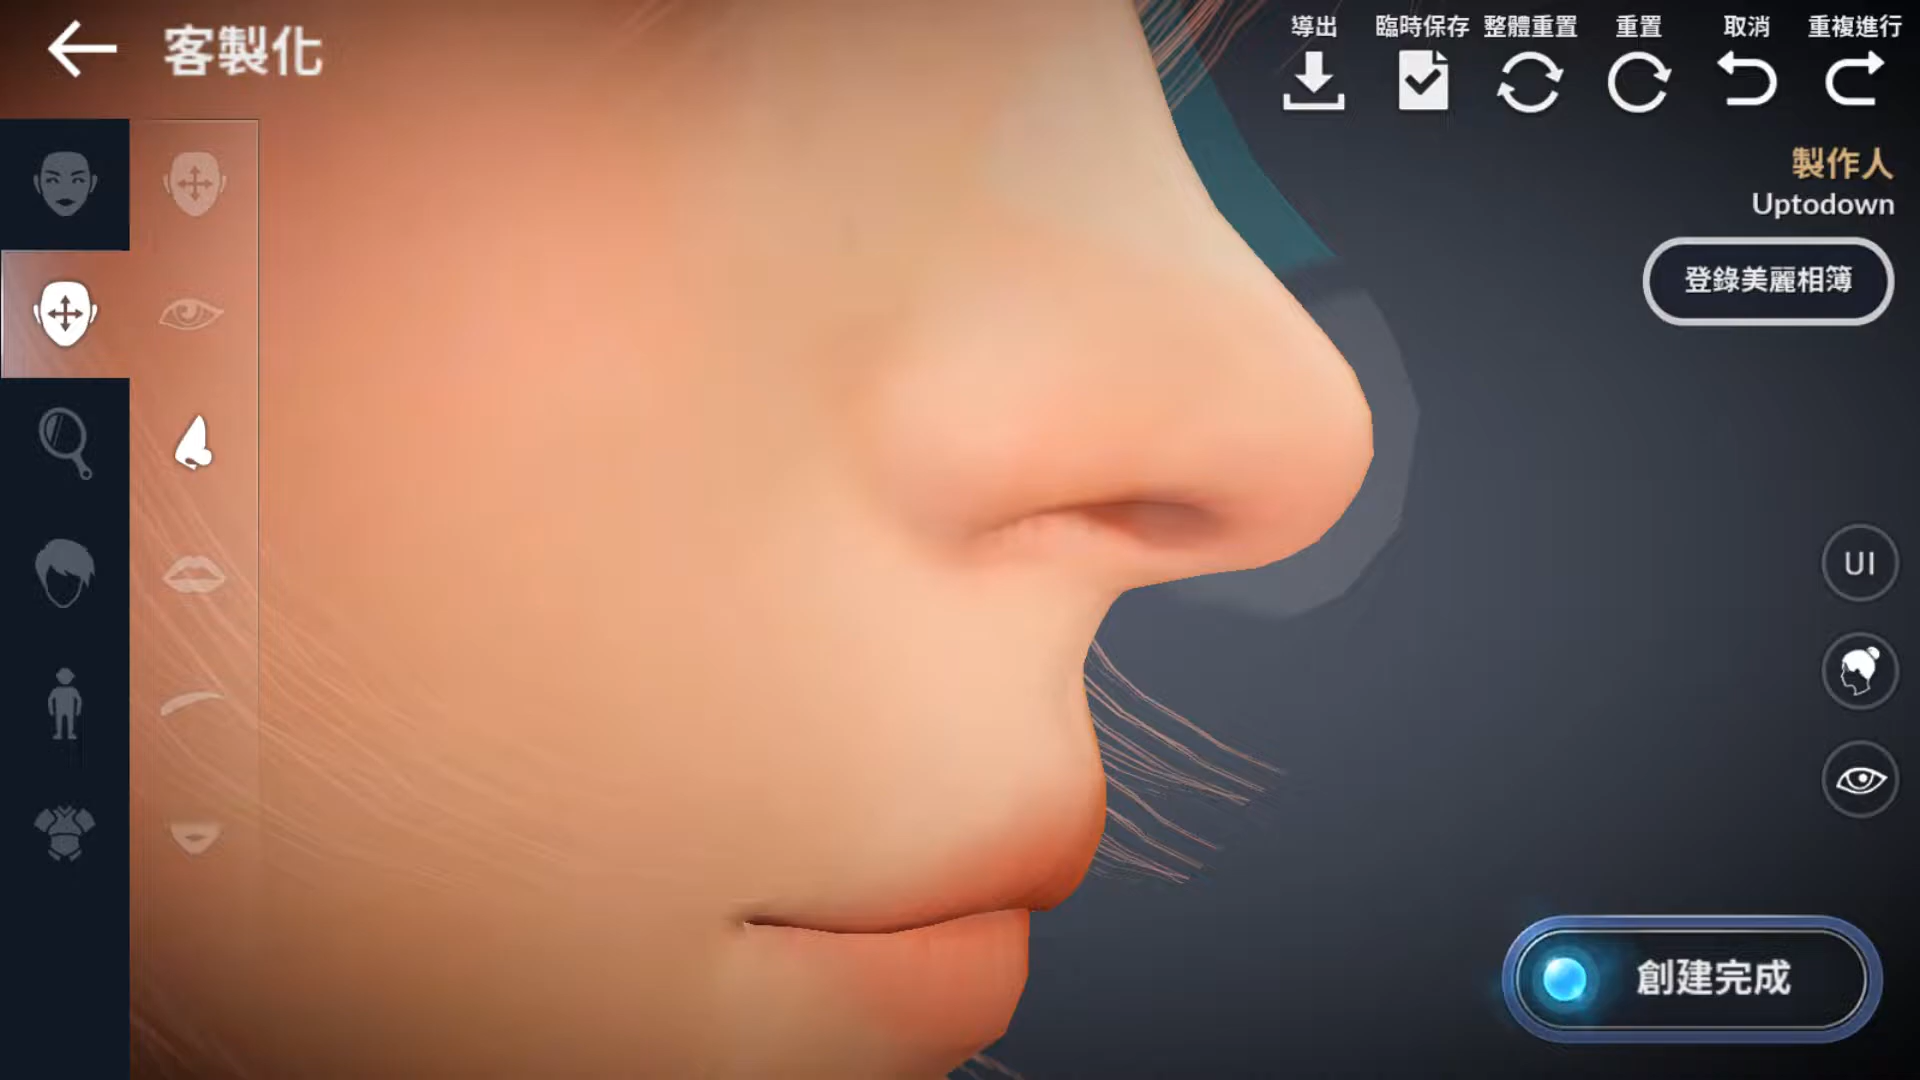 客製化
導出
臨時保存
整體重置
重置
取消
重複進行
製作人
Uptodown
登錄美麗相簿
UI
創建完成